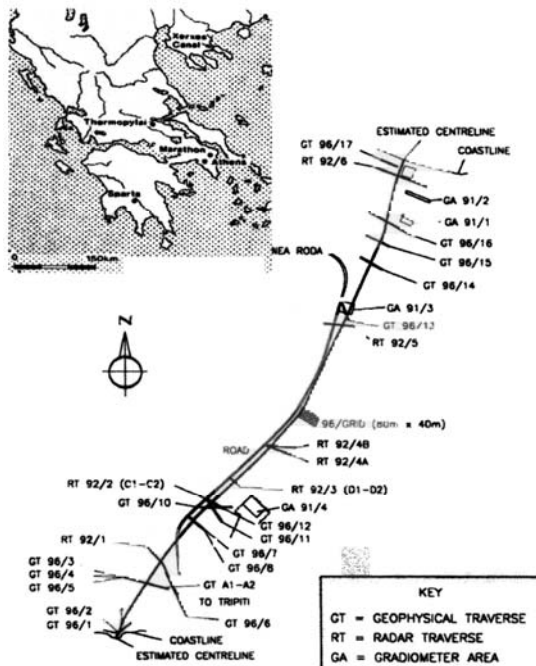 Xerxes
Canal
Thermopylai
Marathon
Athens
Sparta
0 150km
N
ESTIMATED CENTRELINE
GT 96/17
COASTLINE
RT 92/6
GA 91/2
GA 91/1
NEA RODA
GT 96/16
GT 96/15
GT 96/14
GA 91/3
GT 96/13
RT 92/5
96/GRID (80m x 40m)
ROAD
RT 92/4B
RT 92/4A
RT 92/2 (C1-C2)
RT 92/3 (D1-D2)
GT 96/10
GA 91/4
GT 96/12
GT 96/11
RT 92/1
GT 96/7
GT 96/8
GT 96/3
GT 96/4
GT 96/5
GT A1-A2
TO TRIPITI
GT 96/2
GT 96/1
GT 96/6
COASTLINE
ESTIMATED CENTRELINE
KEY
GT = GEOPHYSICAL TRAVERSE
RT = RADAR TRAVERSE
GA = GRADIOMETER AREA